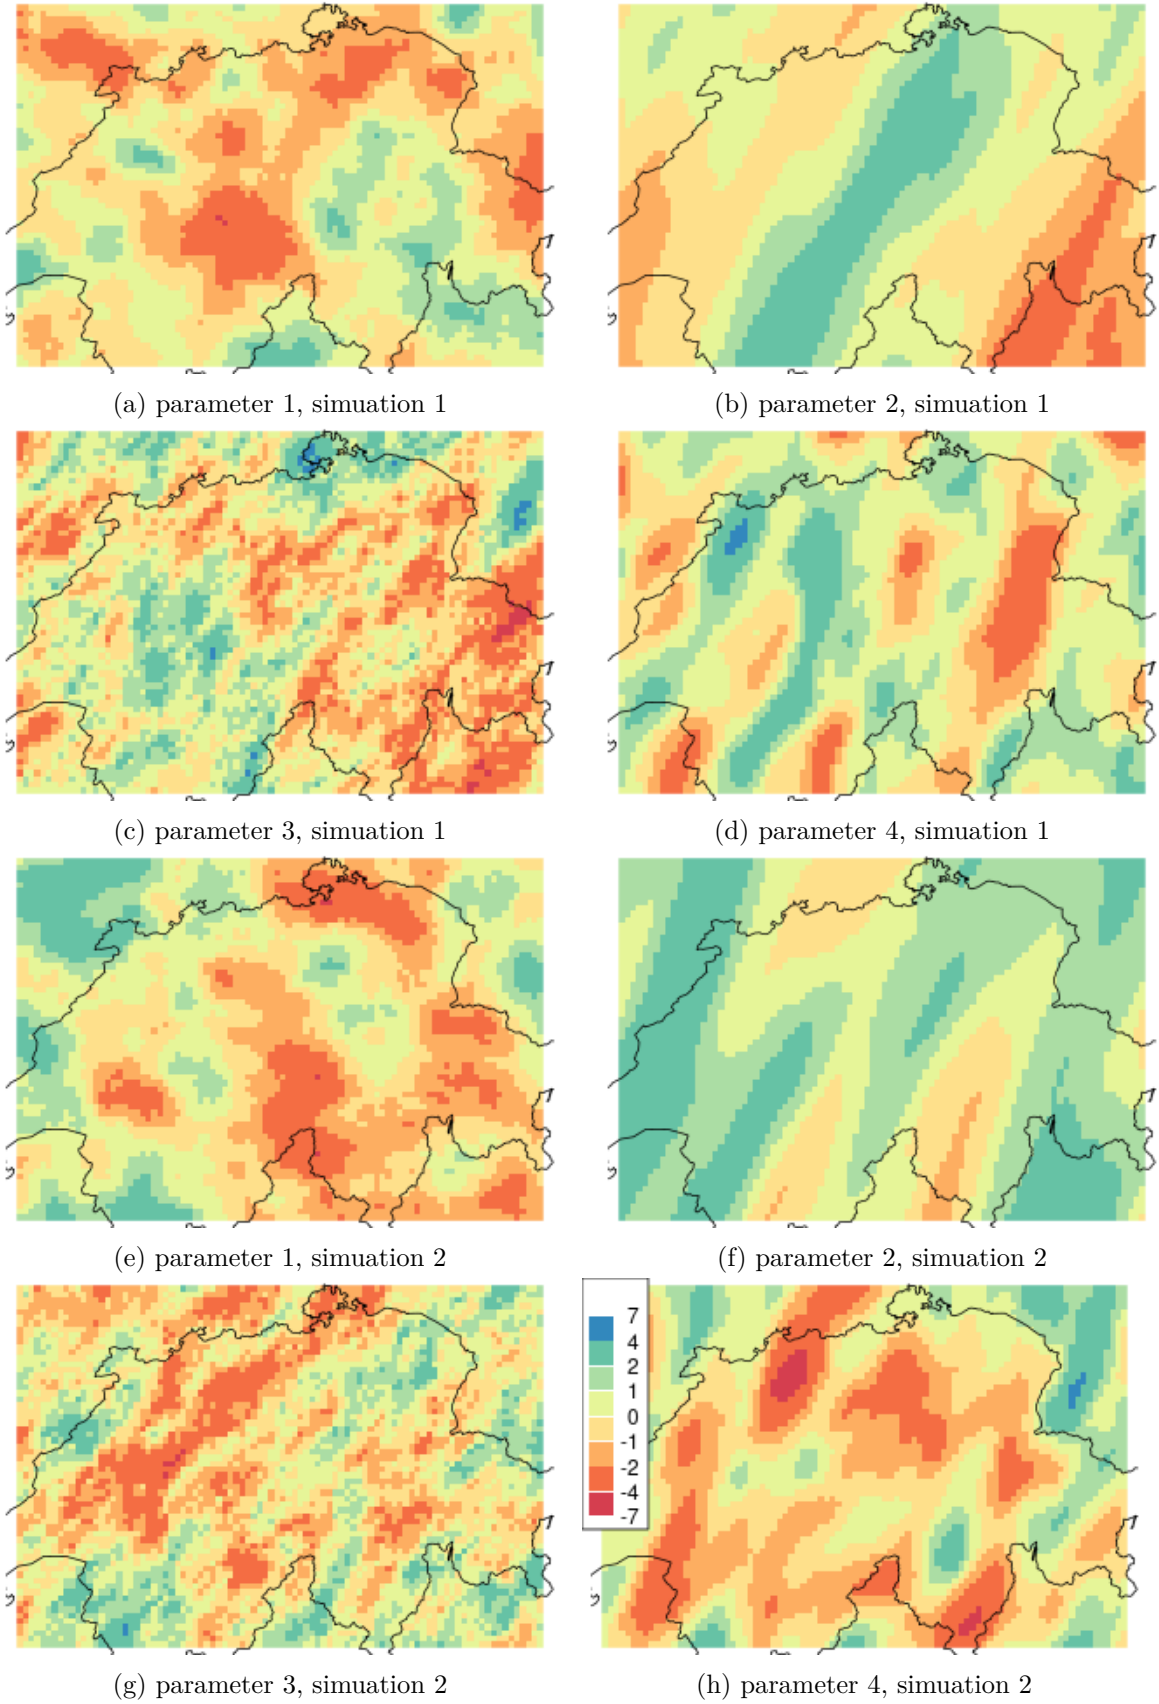 (a) parameter 1, simuation 1
(b) parameter 2, simuation 1
(c) parameter 3, simuation 1
(d) parameter 4, simuation 1
(e) parameter 1, simuation 2
(f) parameter 2, simuation 2
7
4
2
1
0
-1
-2
-4
-7
(g) parameter 3, simuation 2
(h) parameter 4, simuation 2